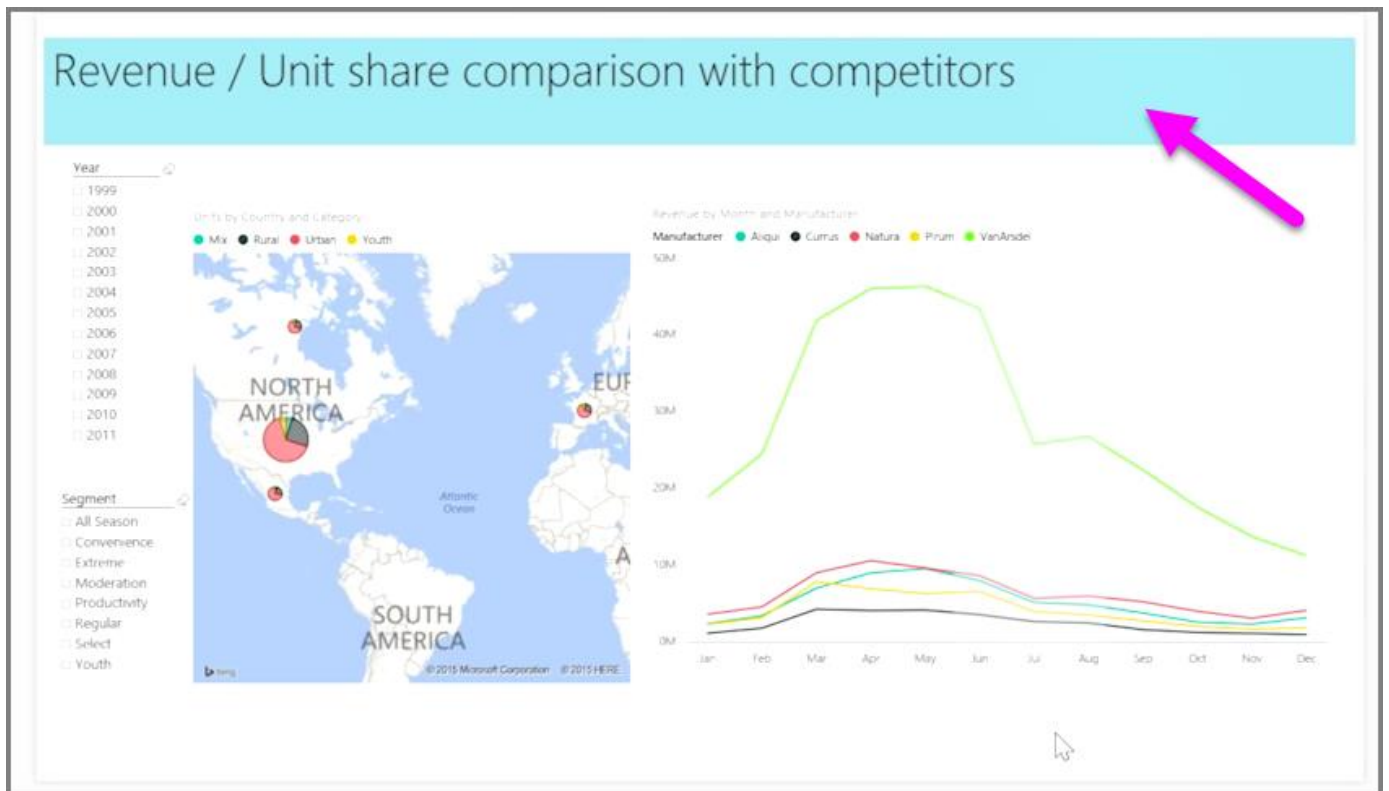 Revenue / Unit share comparison with competitors
Year
1999
2000
2001
2002
2003
2004
2005
2006
2007
2008
2009
2010
2011
Segment
All Season
Convenience
Extreme
Moderation
Productivity
Regular
Select
Youth
Units by Country and Category
Mix Rural Urban Youth
NORTH
AMERICA
EUR
Atlantic
Ocean
A
SOUTH
AMERICA
bing
© 2015 Microsoft Corporation © 2015 HERE
Revenue by Month and Manufacturer
Manufacturer Aliqui Currus Natura Pirum VanArsdel
50M
40M
30M
20M
10M
0M
Jan Feb Mar Apr May Jun Jul Aug Sep Oct Nov Dec